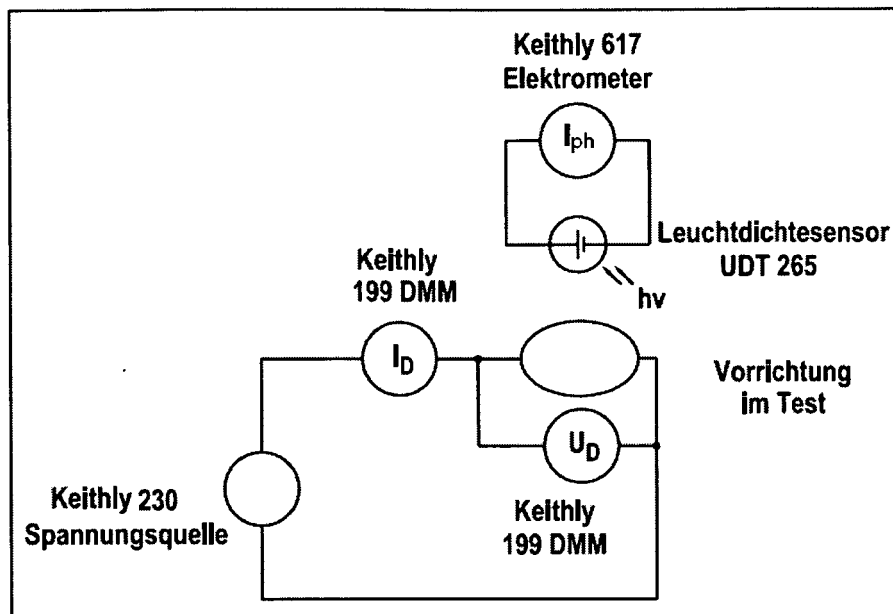 Keithly 617
Elektrometer
Iph
Leuchtdichtesensor
UDT 265
hv
Keithly
199 DMM
ID
Vorrichtung
im Test
UD
Keithly 230
Spannungsquelle
Keithly
199 DMM